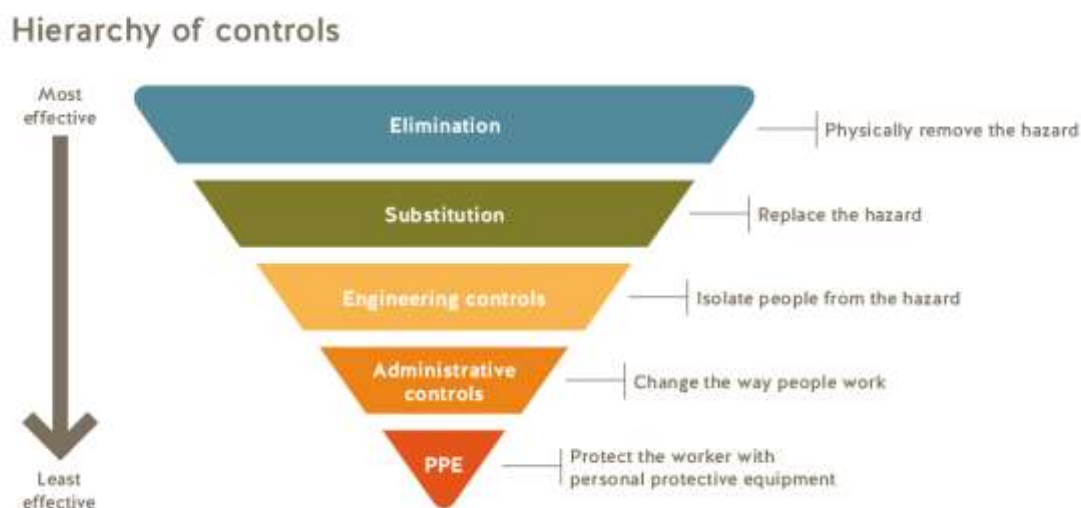 Hierarchy of controls
Most
effective
Elimination
Physically remove the hazard
Substitution
Replace the hazard
Engineering controls
Isolate people from the hazard
Administrative
controls
Change the way people work
PPE
Protect the worker with
personal protective equipment
Least
effective